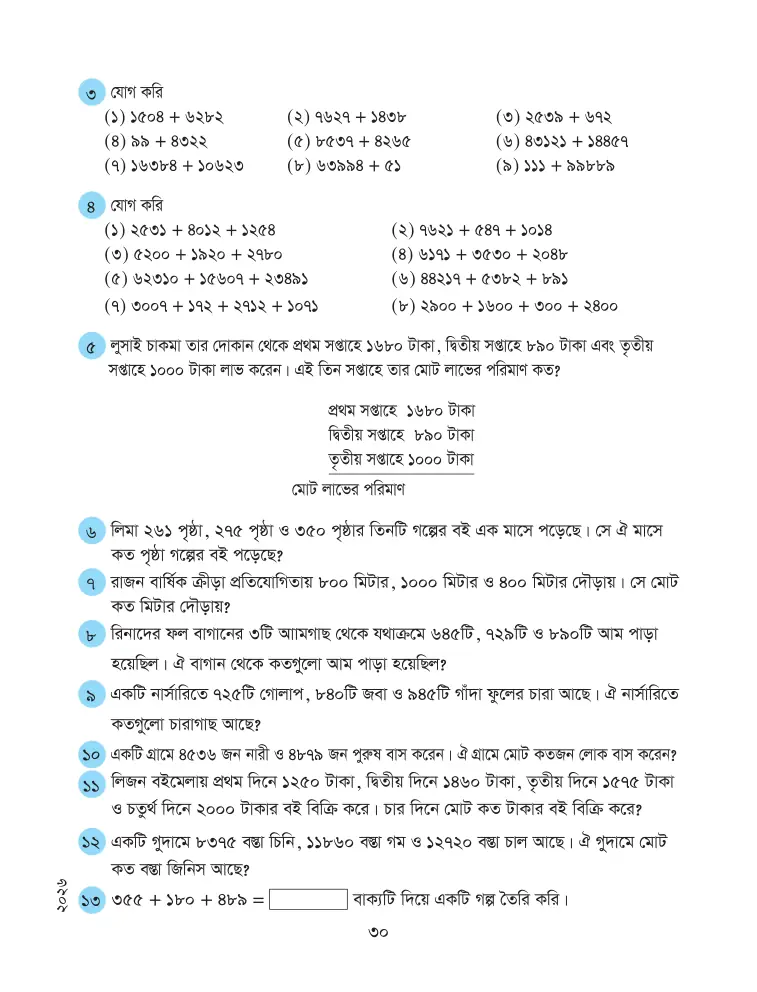 ৩ যোগ করি
(১) ১৫০৪ + ৬২৮২ (২) ৭৬২৭ + ১৪৩৮ (৩) ২৫৩৯ + ৬৭২
(৪) ৯৯ + ৪৩২২ (৫) ৮৫৩৭ + ৪২৬৫ (৬) ৪৩১২১ + ১৪৪৫৭
(৭) ১৬৩৮৪ + ১০৬২৩ (৮) ৬৩৯৯৪ + ৫১ (৯) ১১১ + ৯৯৮৮৯
৪ যোগ করি
(১) ২৫৩১ + ৪০১২ + ১২৫৪ (২) ৭৬২১ + ৫৪৭ + ১০১৪
(৩) ৫২০০ + ১৯২০ + ২৭৮০ (৪) ৬১৭১ + ৩৫৩০ + ২০৪৮
(৫) ৬২৩১০ + ১৫৬০৭ + ২৩৪৯১ (৬) ৪৪২১৭ + ৫৩৮২ + ৮৯১
(৭) ৩০০৭ + ১৭২ + ২৭১২ + ১০৭১ (৮) ২৯০০ + ১৬০০ + ৩০০ + ২৪০০
৫ লুসাই চাকমা তার দোকান থেকে প্রথম সপ্তাহে ১৬৮০ টাকা, দ্বিতীয় সপ্তাহে ৮৯০ টাকা এবং তৃতীয়
সপ্তাহে ১০০০ টাকা লাভ করেন। এই তিন সপ্তাহে তার মোট লাভের পরিমাণ কত?
প্রথম সপ্তাহে ১৬৮০ টাকা
দ্বিতীয় সপ্তাহে ৮৯০ টাকা
তৃতীয় সপ্তাহে ১০০০ টাকা
মোট লাভের পরিমাণ
৬ লিমা ২৬১ পৃষ্ঠা, ২৭৫ পৃষ্ঠা ও ৩৫০ পৃষ্ঠার তিনটি গল্পের বই এক মাসে পড়েছে। সে ঐ মাসে
কত পৃষ্ঠা গল্পের বই পড়েছে?
৭ রাজন বার্ষিক ক্রীড়া প্রতিযোগিতায় ৮০০ মিটার, ১০০০ মিটার ও ৪০০ মিটার দৌড়ায়। সে মোট
কত মিটার দৌড়ায়?
৮ রিনাদের ফল বাগানের ৩টি আামগাছ থেকে যথাক্রমে ৬৪৫টি, ৭২৯টি ও ৮৯০টি আম পাড়া
হয়েছিল। ঐ বাগান থেকে কতগুলো আম পাড়া হয়েছিল?
৯ একটি নার্সারিতে ৭২৫টি গোলাপ, ৮৪০টি জবা ও ৯৪৫টি গাঁদা ফুলের চারা আছে। ঐ নার্সারিতে
কতগুলো চারাগাছ আছে?
১০ একটি গ্রামে ৪৫৩৬ জন নারী ও ৪৮৭৯ জন পুরুষ বাস করেন। ঐ গ্রামে মোট কতজন লোক বাস করেন?
১১ লিজন বইমেলায় প্রথম দিনে ১২৫০ টাকা, দ্বিতীয় দিনে ১৪৬০ টাকা, তৃতীয় দিনে ১৫৭৫ টাকা
ও চতুর্থ দিনে ২০০০ টাকার বই বিক্রি করে। চার দিনে মোট কত টাকার বই বিক্রি করে?
১২ একটি গুদামে ৮৩৭৫ বস্তা চিনি, ১১৮৬০ বস্তা গম ও ১২৭২০ বস্তা চাল আছে। ঐ গুদামে মোট
কত বস্তা জিনিস আছে?
১৩ ৩৫৫ + ১৮০ + ৪৮৯ = বাক্যটি দিয়ে একটি গল্প তৈরি করি।
২০২৬
৩০